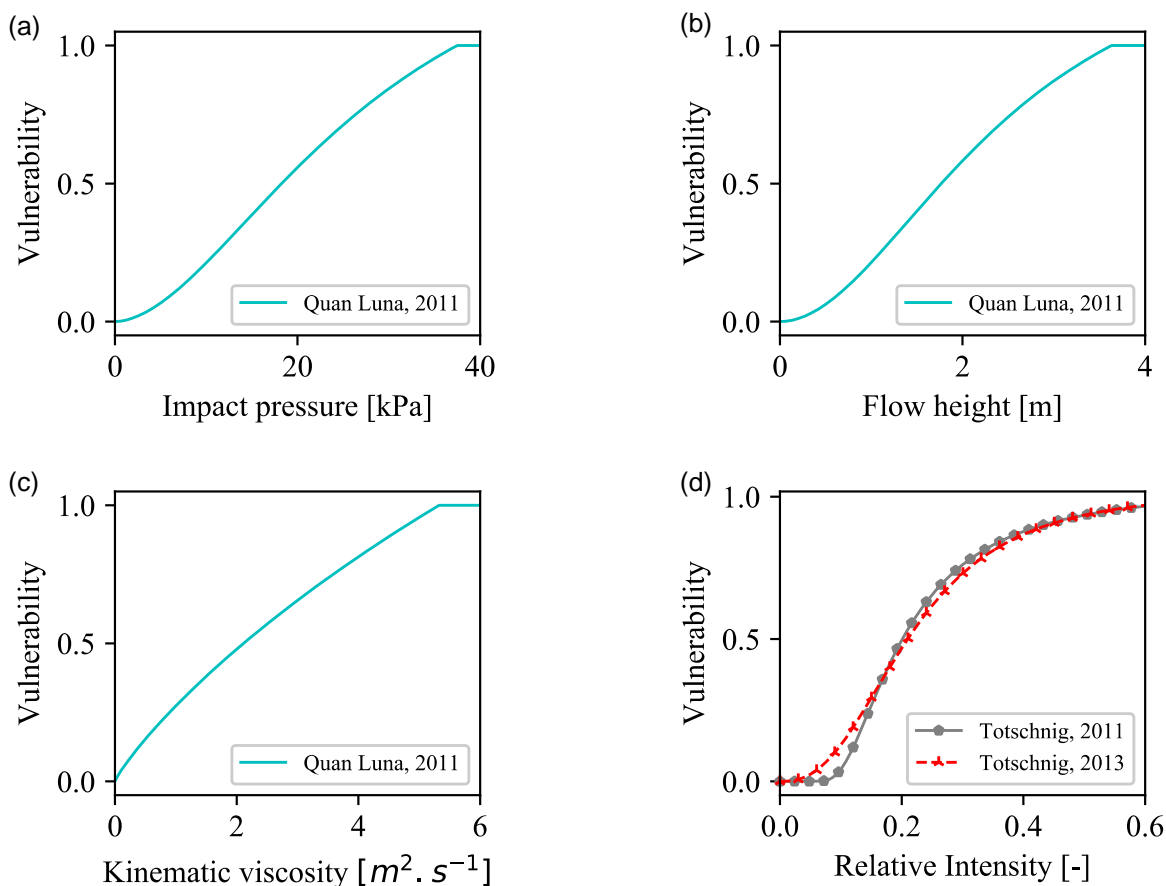 (a)
1.0
0.5
0.0
Vulnerability
Quan Luna, 2011
0 20 40
Impact pressure [kPa]
(b)
1.0
0.5
0.0
Vulnerability
Quan Luna, 2011
0 2 4
Flow height [m]
(c)
1.0
0.5
0.0
Vulnerability
Quan Luna, 2011
0 2 4 6
Kinematic viscosity [m².s⁻¹]
(d)
1.0
0.5
0.0
Vulnerability
Totschnig, 2011
Totschnig, 2013
0.0 0.2 0.4 0.6
Relative Intensity [-]